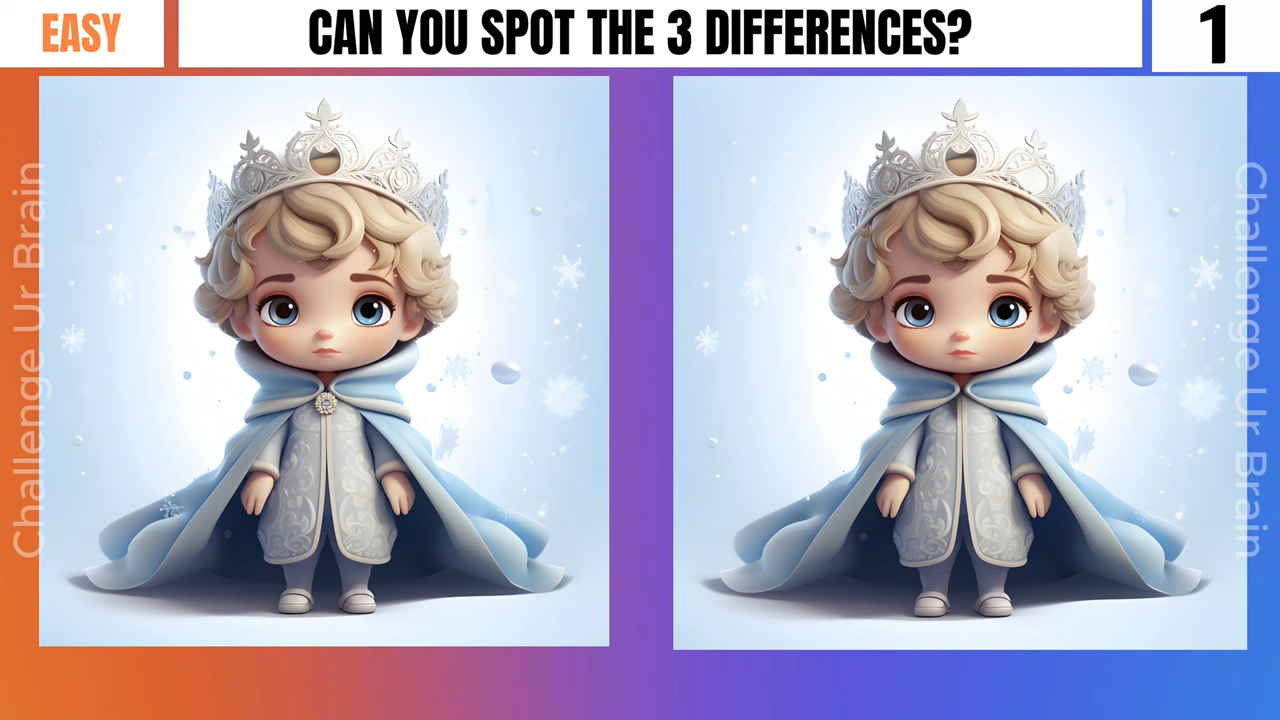 EASY
CAN YOU SPOT THE 3 DIFFERENCES?
1
Challenge Ur Brain
Challenge Ur Brain